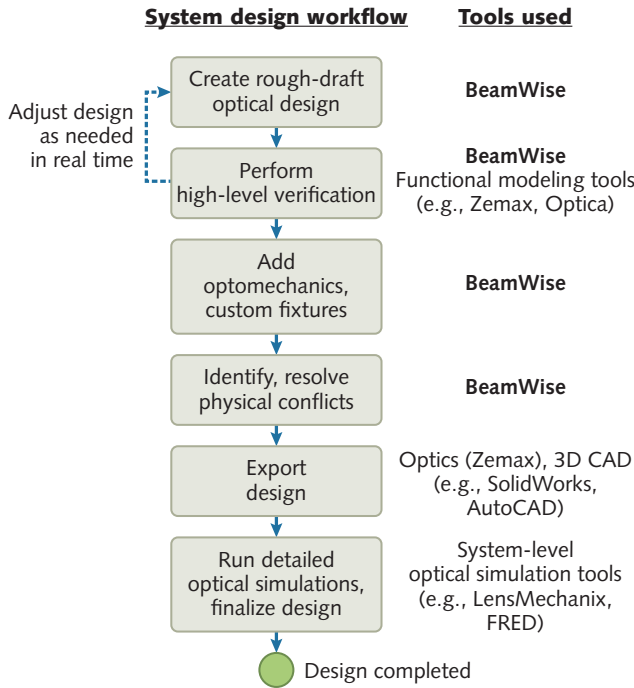 System design workflow
Tools used
Create rough-draft
optical design
BeamWise
Adjust design
as needed
in real time
Perform
high-level verification
BeamWise
Functional modeling tools
(e.g., Zemax, Optica)
Add
optomechanics,
custom fixtures
BeamWise
Identify, resolve
physical conflicts
BeamWise
Export
design
Optics (Zemax), 3D CAD
(e.g., SolidWorks,
AutoCAD)
Run detailed
optical simulations,
finalize design
System-level
optical simulation tools
(e.g., LensMechanix,
FRED)
Design completed